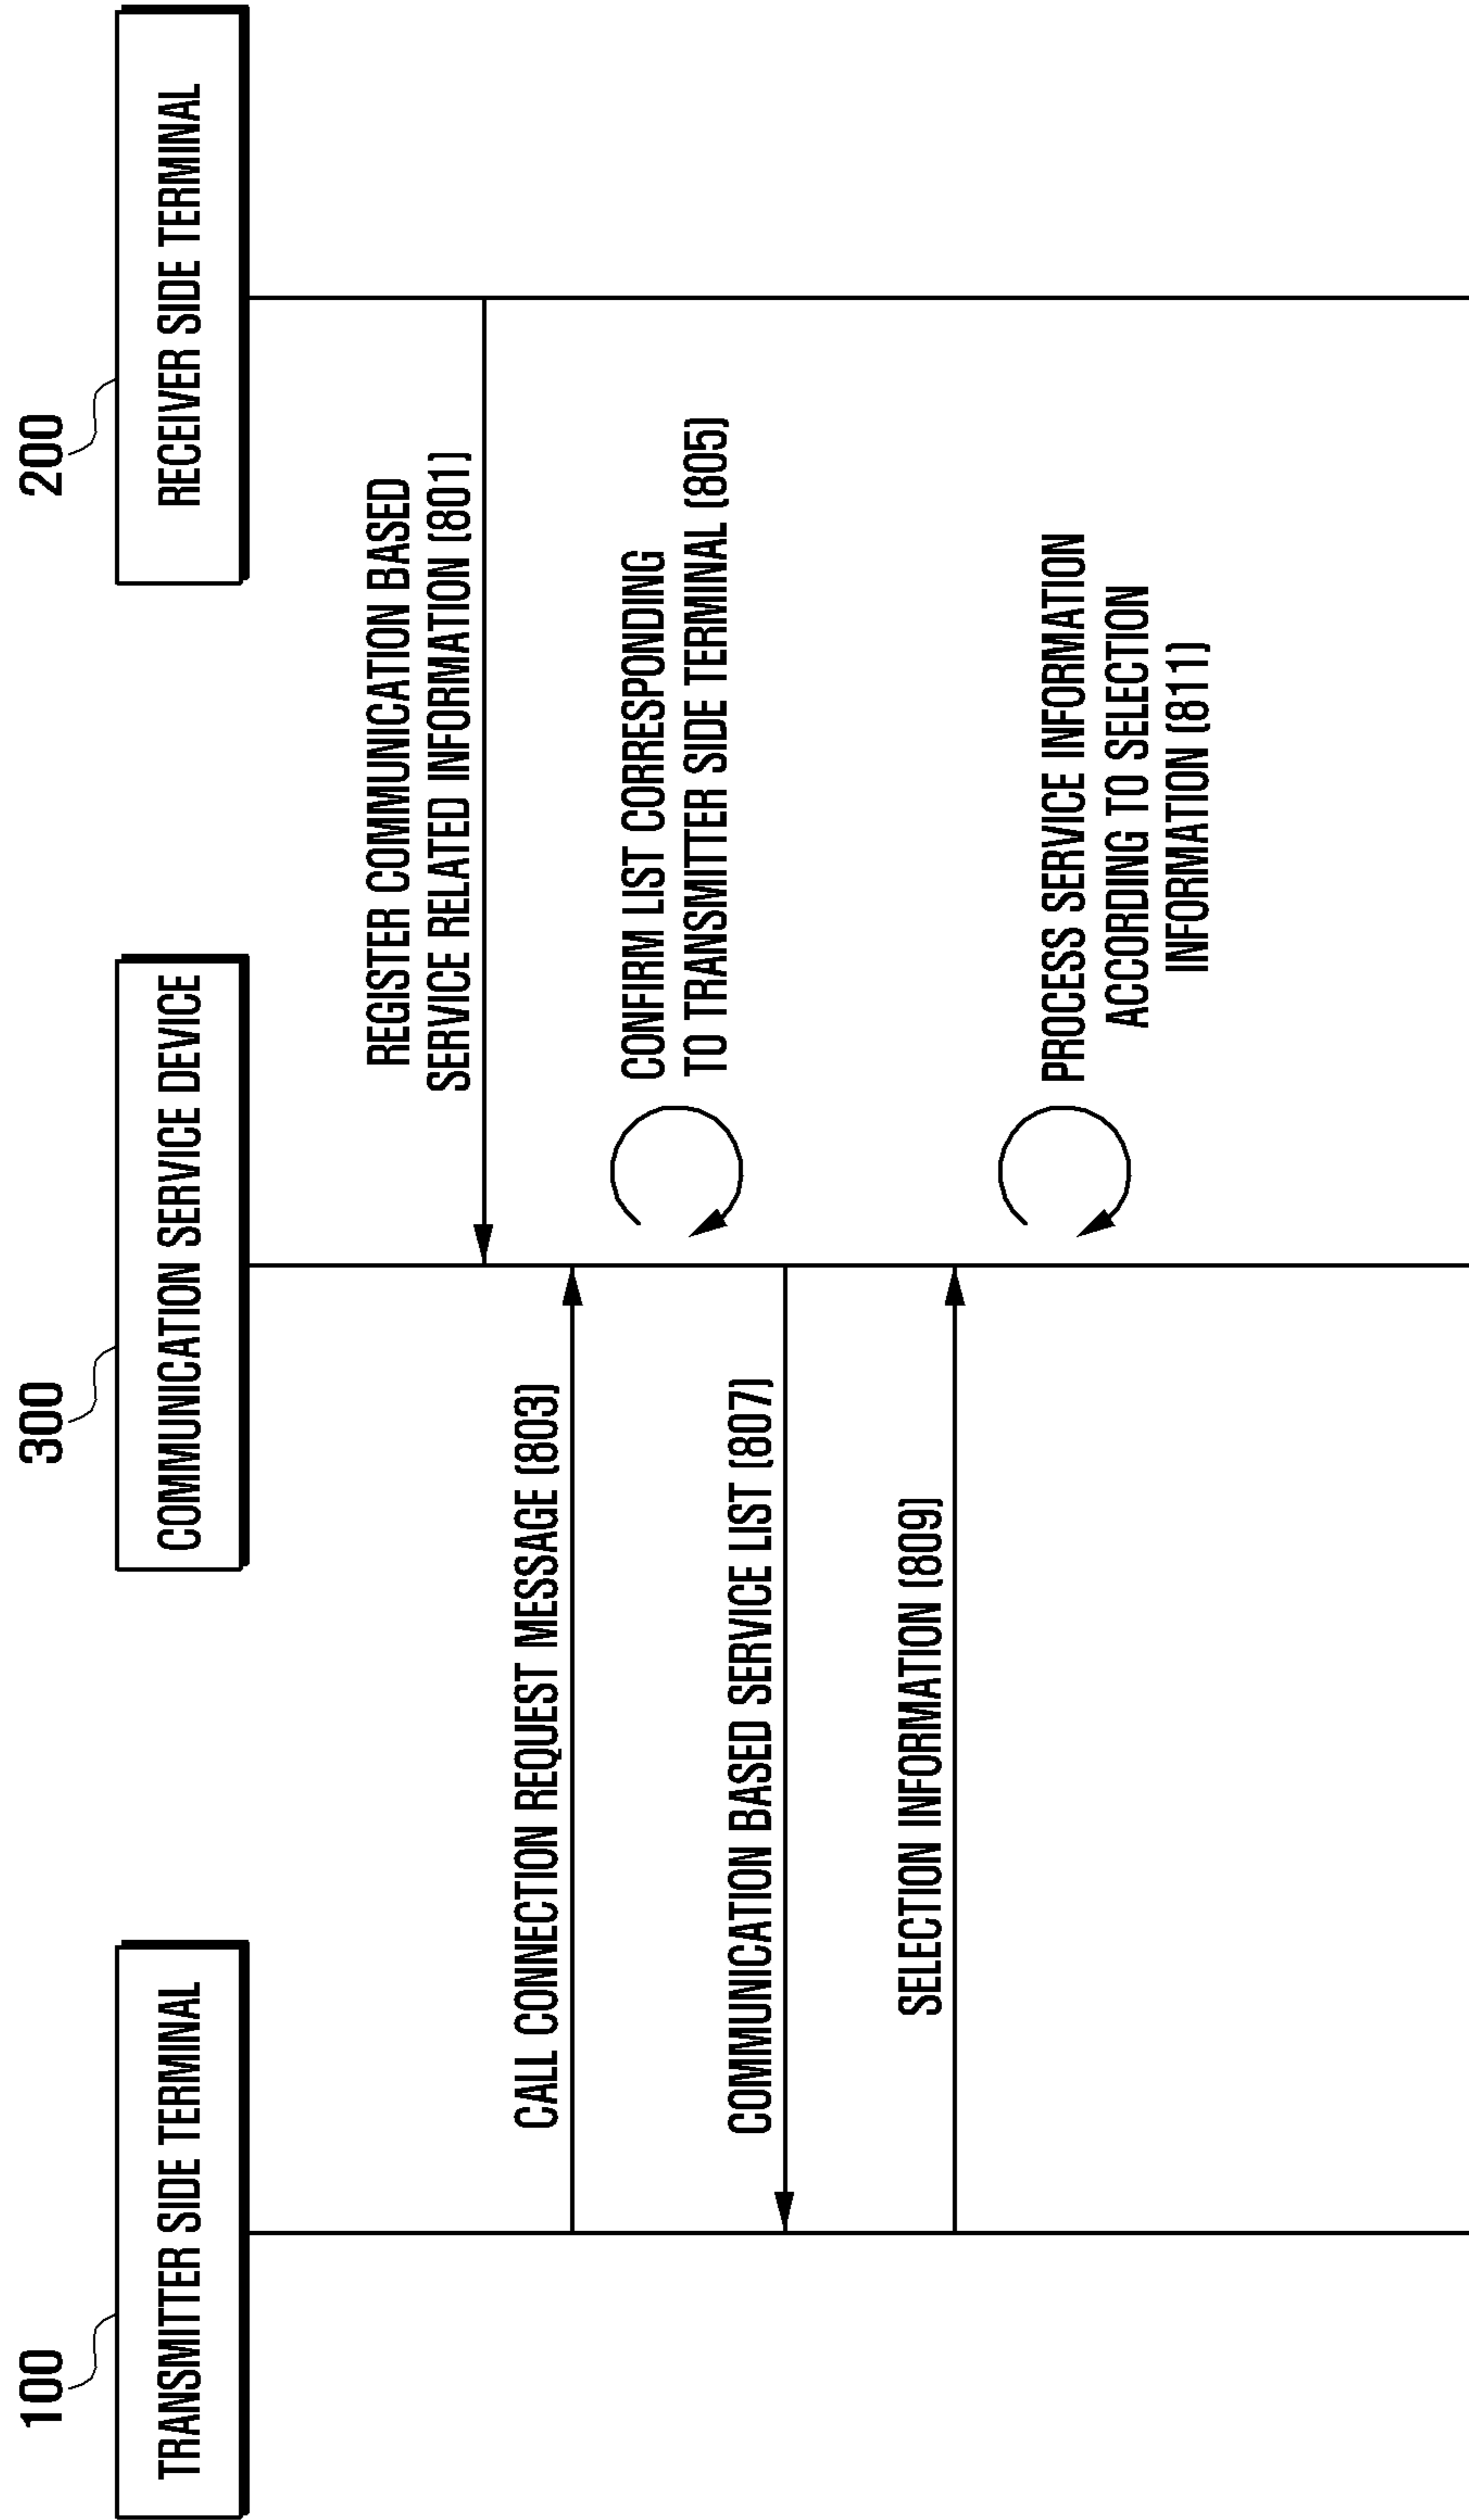 100
300
200
TRANSMITTER SIDE TERMINAL
COMMUNICATION SERVICE DEVICE
RECEIVER SIDE TERMINAL
REGISTER COMMUNICATION BASED
SERVICE RELATED INFORMATION (801)
CALL CONNECTION REQUEST MESSAGE (803)
CONFIRM LIST CORRESPONDING
TO TRANSMITTER SIDE TERMINAL (805)
COMMUNICATION BASED SERVICE LIST (807)
SELECTION INFORMATION (809)
PROCESS SERVICE INFORMATION
ACCORDING TO SELECTION
INFORMATION (811)